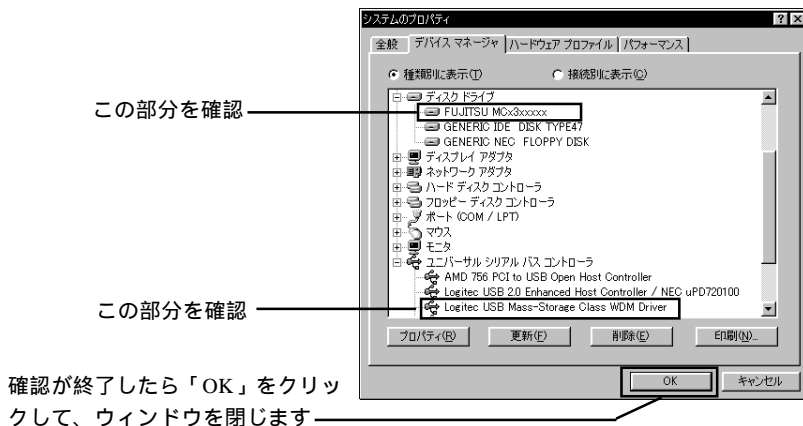 システムのプロパティ
全般 デバイス マネージャ ハードウェア プロファイル パフォーマンス
種類別に表示(T) 接続別に表示(C)
ディスク ドライブ
この部分を確認 FUJITSU MCx3xxxxx
GENERIC IDE DISK TYPE47
GENERIC NEC FLOPPY DISK
ディスプレイ アダプタ
ネットワーク アダプタ
ハード ディスク コントローラ
フロッピー ディスク コントローラ
ポート (COM / LPT)
マウス
モニタ
ユニバーサル シリアル バス コントローラ
AMD 756 PCI to USB Open Host Controller
Logitec USB 2.0 Enhanced Host Controller / NEC uPD720100
この部分を確認 Logitec USB Mass-Storage Class WDM Driver
プロパティ(R) 更新(F) 削除(E) 印刷(N)...
OK キャンセル
確認が終了したら「OK」をクリッ
クして、ウィンドウを閉じます